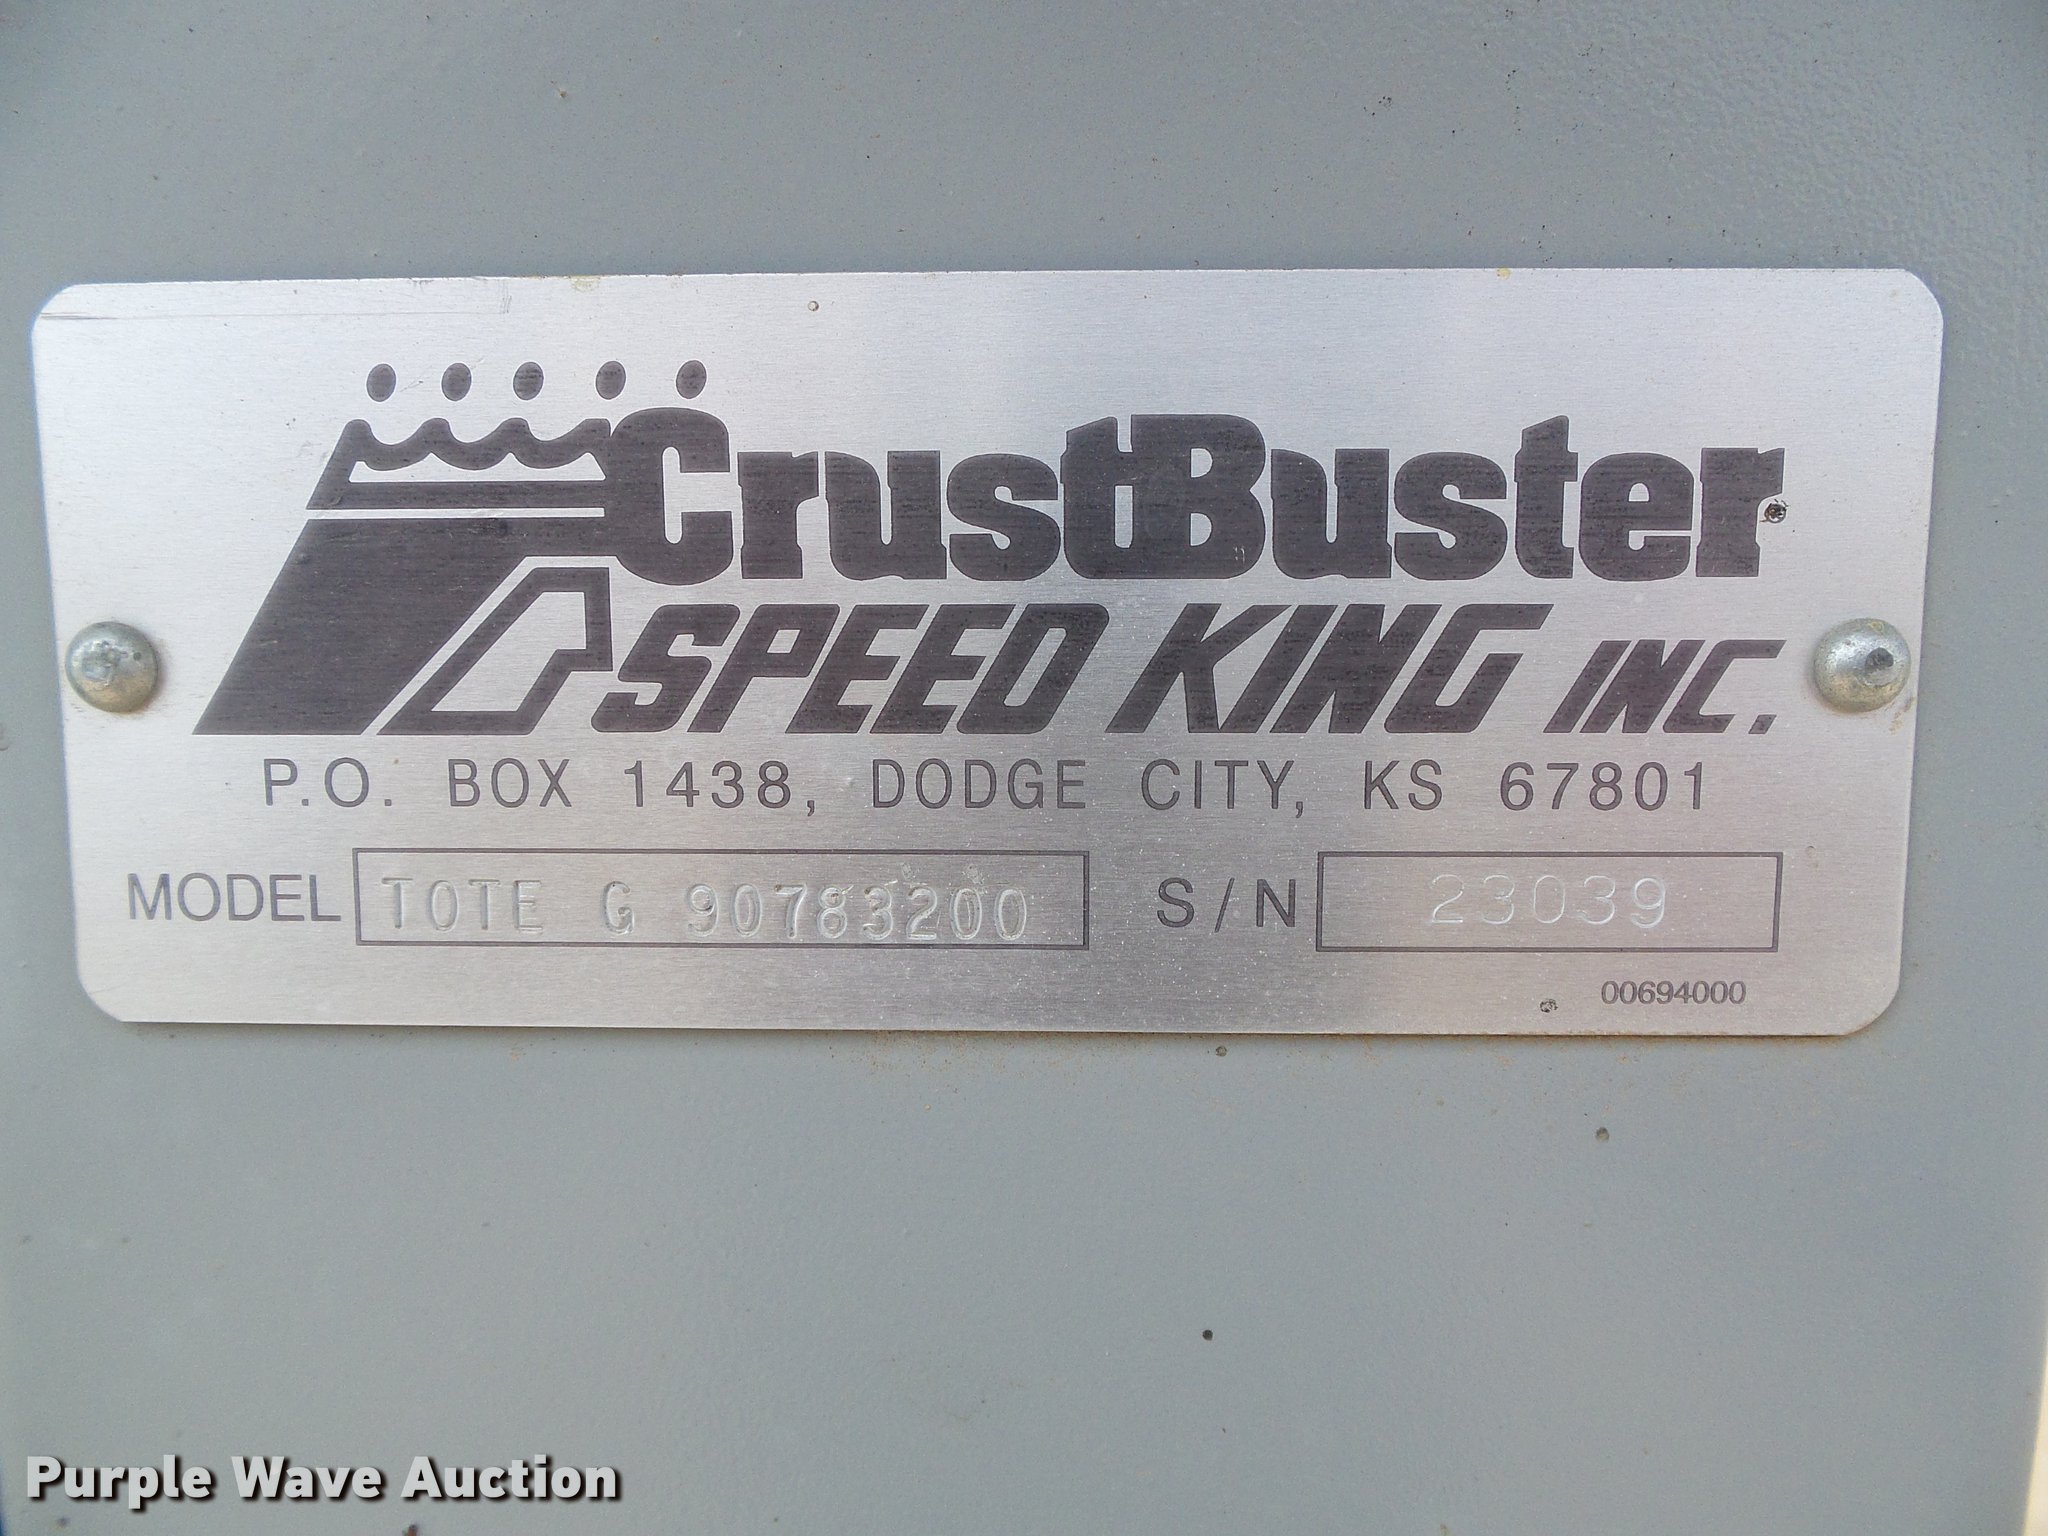 CrustBuster
SPEED KING INC.
P.O. BOX 1438, DODGE CITY, KS 67801
MODEL TOTE G 90783200 S/N 23039
00694000
Purple Wave Auction